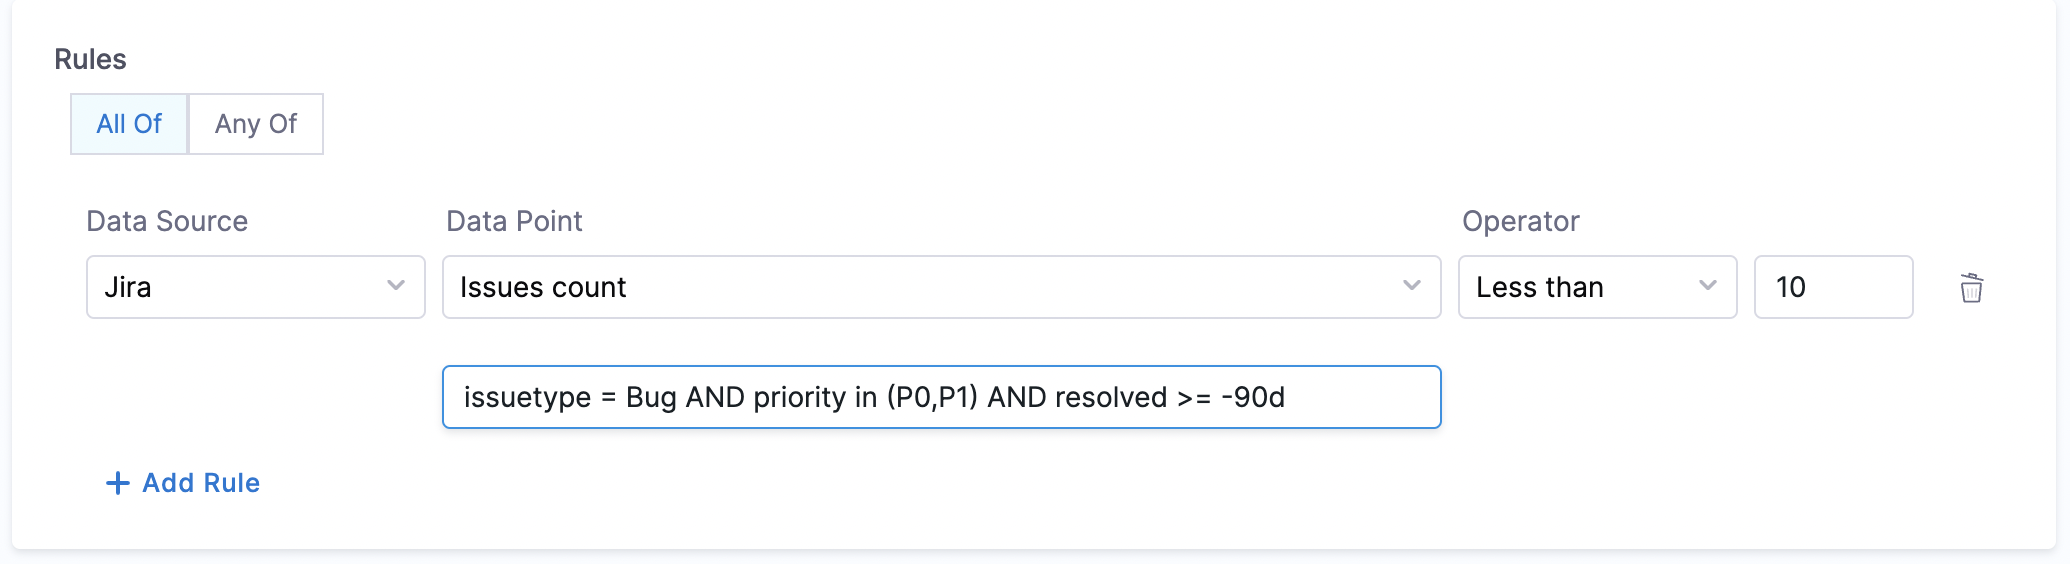 Rules
All Of Any Of
Data Source Data Point Operator
Jira Issues count Less than 10
issuetype = Bug AND priority in (P0,P1) AND resolved >= -90d
+ Add Rule